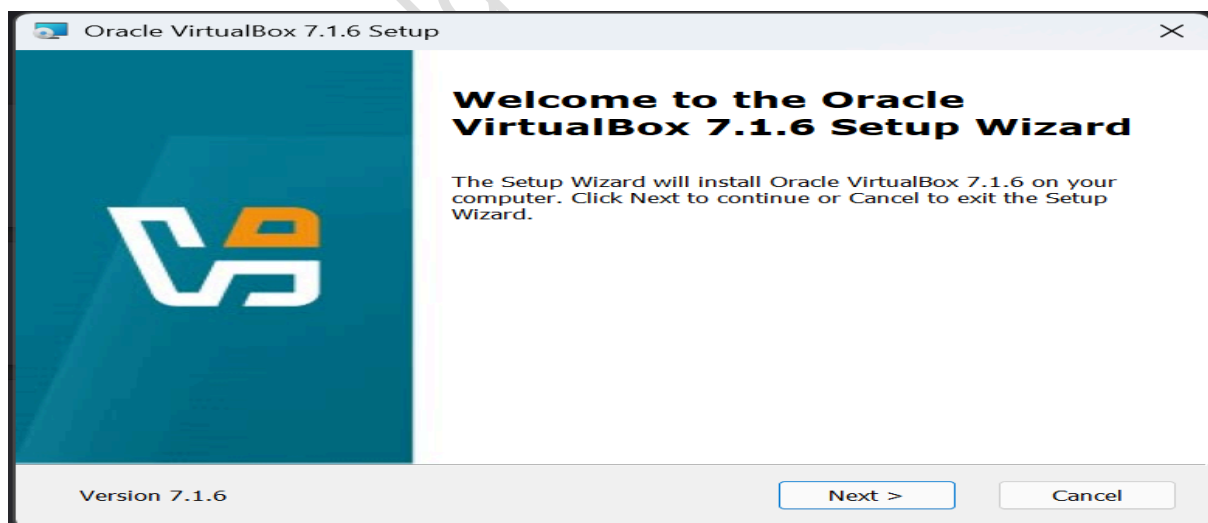 Oracle VirtualBox 7.1.6 Setup
Welcome to the Oracle
VirtualBox 7.1.6 Setup Wizard
The Setup Wizard will install Oracle VirtualBox 7.1.6 on your
computer. Click Next to continue or Cancel to exit the Setup
Wizard.
Version 7.1.6
Next >
Cancel